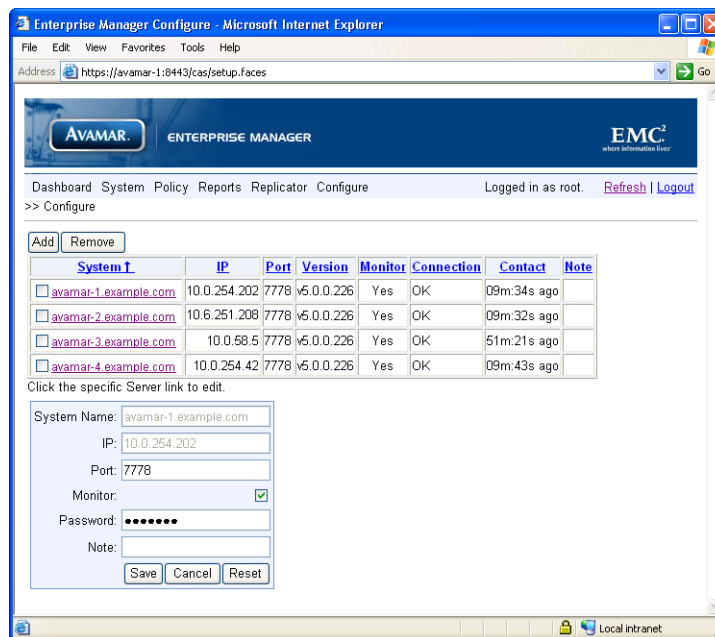 Enterprise Manager Configure - Microsoft Internet Explorer
File Edit View Favorites Tools Help
Address https://avamar-1:8443/cas/setup.faces Go
AVAMAR. ENTERPRISE MANAGER EMC²
where information lives®
Dashboard System Policy Reports Replicator Configure Logged in as root. Refresh | Logout
>> Configure
Add Remove
System↑ IP Port Version Monitor Connection Contact Note
avamar-1.example.com 10.0.254.202 7778 v5.0.0.226 Yes OK 09m:34s ago
avamar-2.example.com 10.6.251.208 7778 v5.0.0.226 Yes OK 09m:32s ago
avamar-3.example.com 10.0.58.5 7778 v5.0.0.226 Yes OK 51m:21s ago
avamar-4.example.com 10.0.254.42 7778 v5.0.0.226 Yes OK 09m:43s ago
Click the specific Server link to edit.
System Name: avamar-1.example.com
IP: 10.0.254.202
Port: 7778
Monitor:
Password: •••••••
Note:
Save Cancel Reset
Local intranet